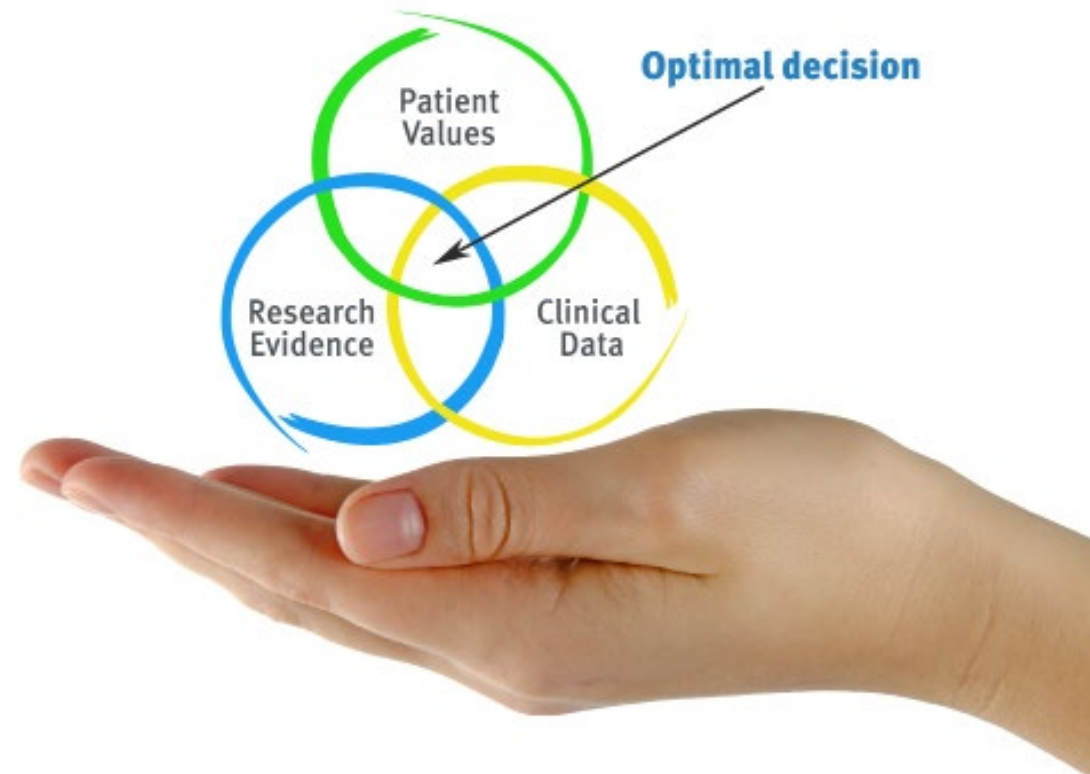 Optimal decision
Patient
Values
Research
Evidence
Clinical
Data